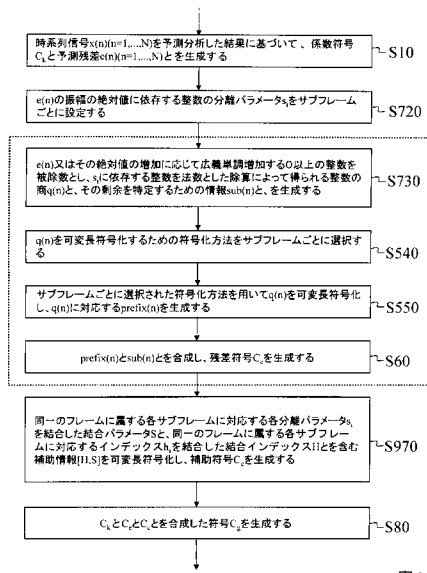 時系列信号x(n)(n=1,...,N)を予測分析した結果に基づいて、係数符号
C_kと予測残差e(n)(n=1,...,N)とを生成する
S10
e(n)の振幅の絶対値に依存する整数の分離パラメータs_iをサブフレーム
ごとに設定する
S720
e(n)又はその絶対値の増加に応じて広義単調増加する0以上の整数を
被除数とし、s_iに依存する整数を法数とした除算によって得られる整数の
商q(n)と、その剰余を特定するための情報sub(n)と、を生成する
S730
q(n)を可変長符号化するための符号化方法をサブフレームごとに選択す
る
S540
サブフレームごとに選択された符号化方法を用いてq(n)を可変長符号化
し、q(n)に対応するprefix(n)を生成する
S550
prefix(n)とsub(n)とを合成し、残差符号C_eを生成する
S60
同一のフレームに属する各サブフレームに対応する各分離パラメータs_i
を結合した結合パラメータSと、同一のフレームに属する各サブフレー
ムに対応するインデックスh_iを結合した結合インデックスHとを含む
補助情報[H,S]を可変長符号化し、補助符号C_cを生成する
S970
C_kとC_eとC_cとを合成した符号C_gを生成する
S80